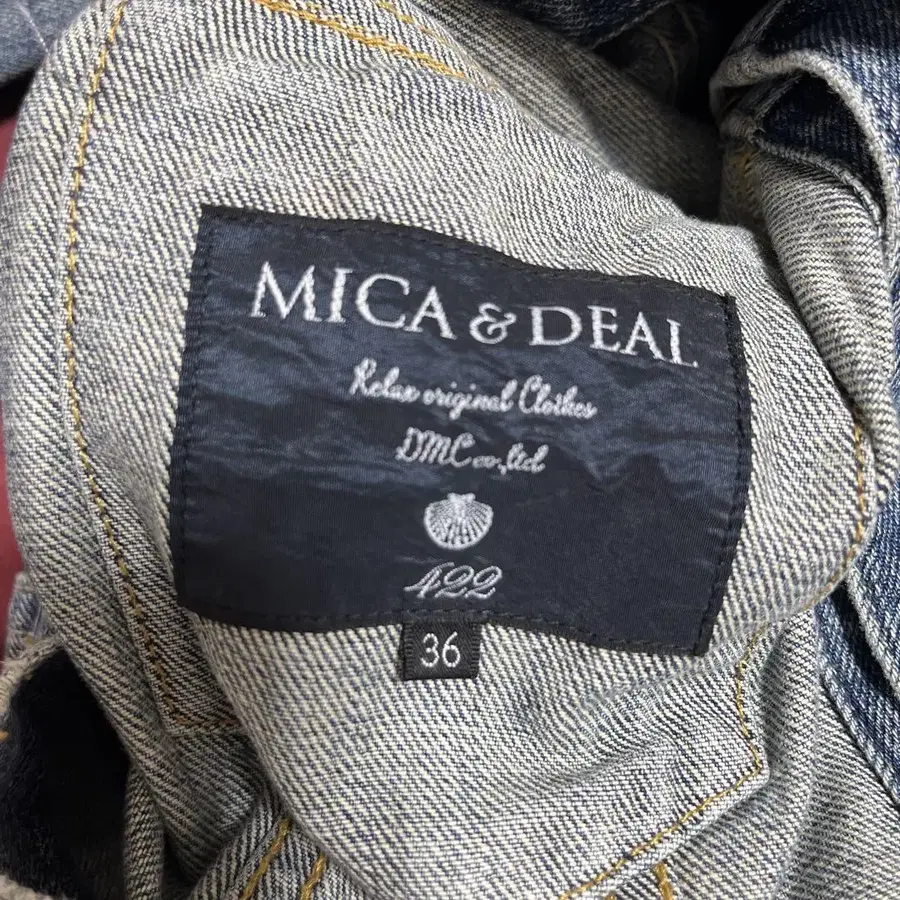 MICA & DEAL
Relax original Clothes
DMC co.,ltd
422
36